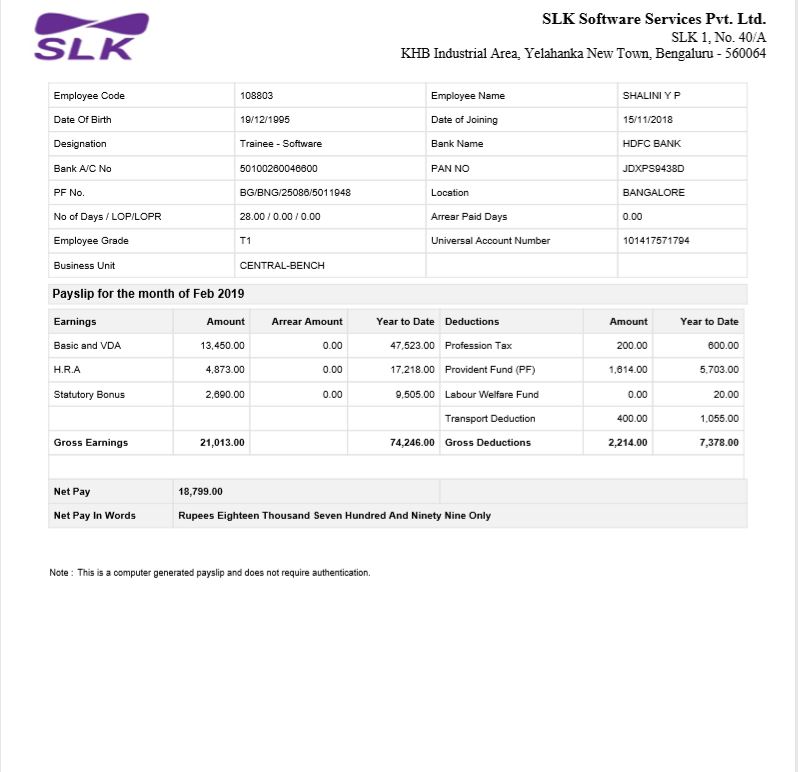 SLK
SLK Software Services Pvt. Ltd.
SLK 1, No. 40/A
KHB Industrial Area, Yelahanka New Town, Bengaluru - 560064
Employee Code 108803 Employee Name SHALINI Y P
Date Of Birth 19/12/1995 Date of Joining 15/11/2018
Designation Trainee - Software Bank Name HDFC BANK
Bank A/C No 50100260046600 PAN NO JDXPS9438D
PF No. BG/BNG/25086/5011948 Location BANGALORE
No of Days / LOP/LOPR 28.00 / 0.00 / 0.00 Arrear Paid Days 0.00
Employee Grade T1 Universal Account Number 101417571794
Business Unit CENTRAL-BENCH
Payslip for the month of Feb 2019
Earnings Amount Arrear Amount Year to Date Deductions Amount Year to Date
Basic and VDA 13,450.00 0.00 47,523.00 Profession Tax 200.00 600.00
H.R.A 4,873.00 0.00 17,218.00 Provident Fund (PF) 1,614.00 5,703.00
Statutory Bonus 2,690.00 0.00 9,505.00 Labour Welfare Fund 0.00 20.00
Transport Deduction 400.00 1,055.00
Gross Earnings 21,013.00 74,246.00 Gross Deductions 2,214.00 7,378.00
Net Pay 18,799.00
Net Pay In Words Rupees Eighteen Thousand Seven Hundred And Ninety Nine Only
Note : This is a computer generated payslip and does not require authentication.